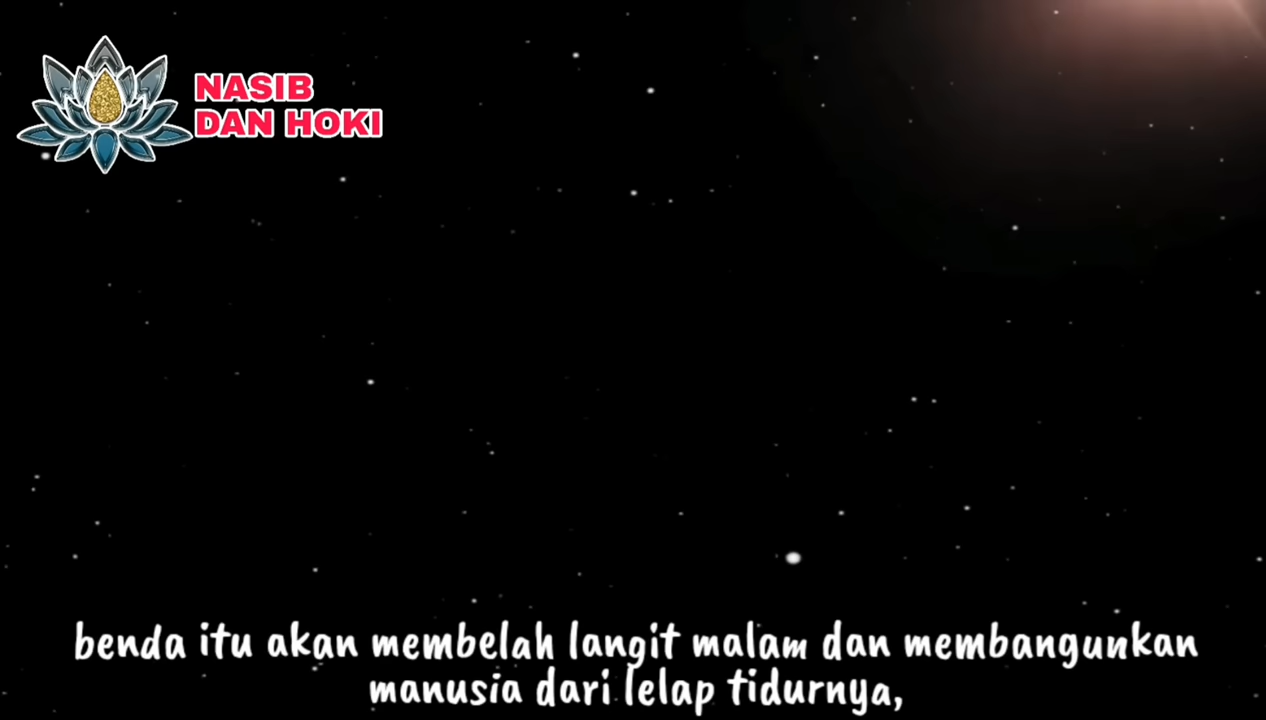 NASIB
DAN HOKI
benda itu akan membelah langit malam dan membangunkan
manusia dari lelap tidurnya,